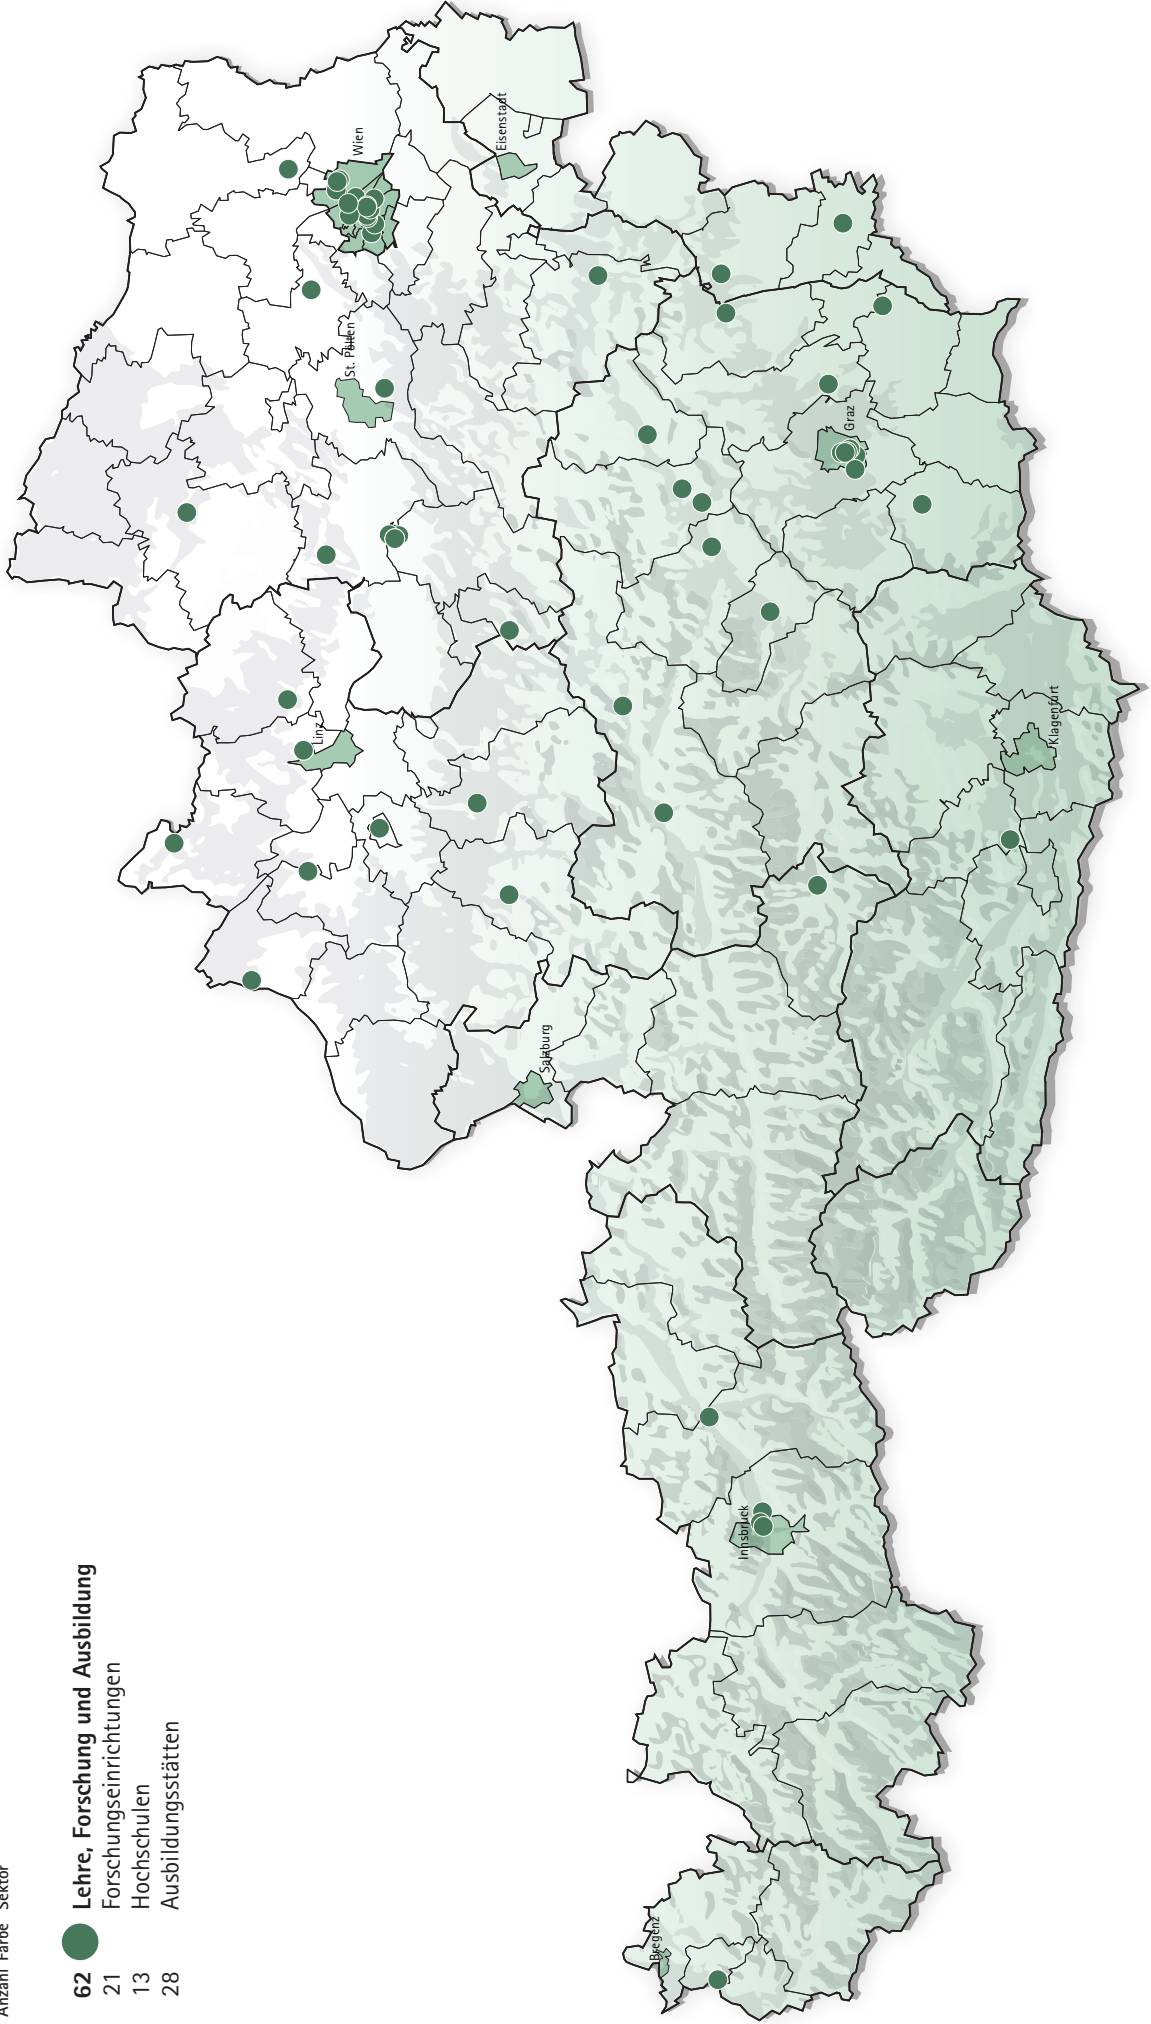 Anzahl Farbe Sektor
62 Lehre, Forschung und Ausbildung
21 Forschungseinrichtungen
13 Hochschulen
28 Ausbildungsstätten
Bregenz
Innsbruck
Salzburg
Linz
St. Pölten
Wien
Eisenstadt
Graz
Klagenfurt